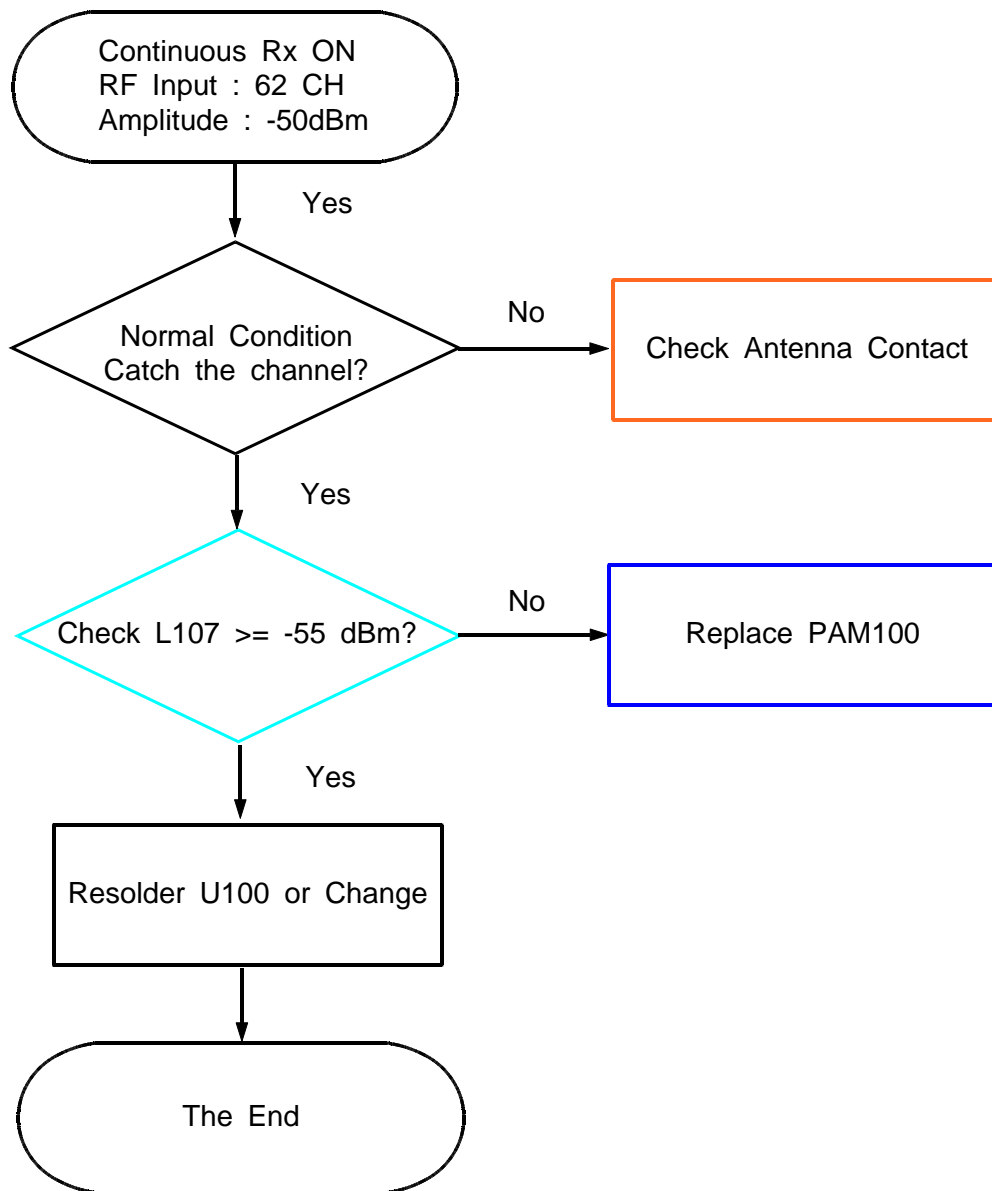 Continuous Rx ON
RF Input : 62 CH
Amplitude : -50dBm
Yes
Normal Condition
Catch the channel?
No
Check Antenna Contact
Yes
Check L107 >= -55 dBm?
No
Replace PAM100
Yes
Resolder U100 or Change
The End